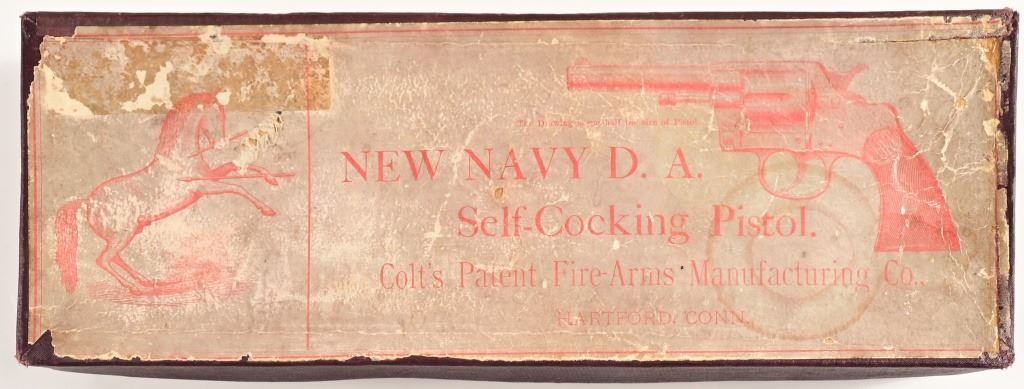 The Drawing is one-half the size of Pistol
NEW NAVY D. A.
Self-Cocking Pistol.
Colt's Patent Fire-Arms Manufacturing Co.,
HARTFORD, CONN.